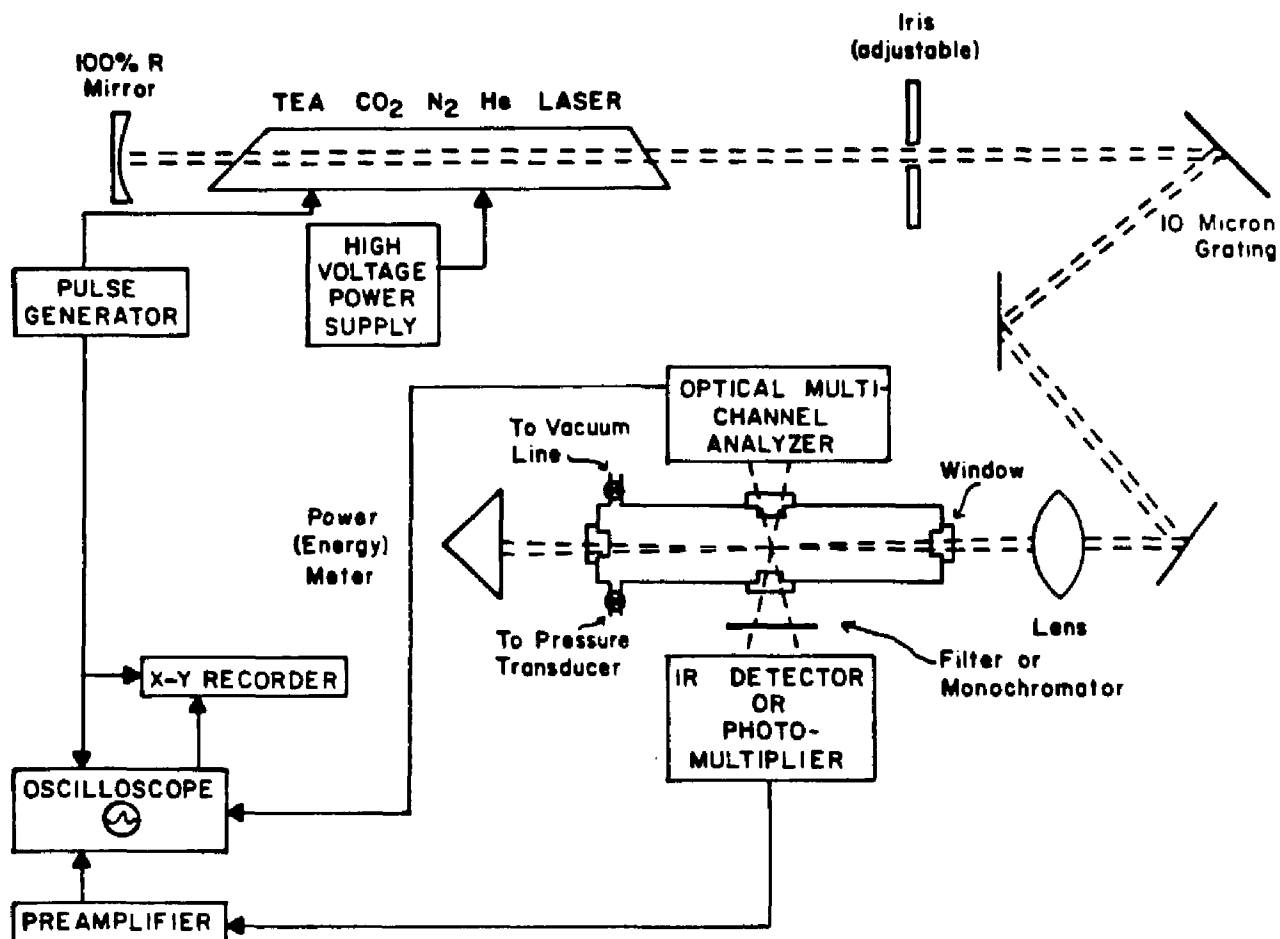 Iris
(adjustable)
100% R
Mirror
TEA CO2 N2 He LASER
10 Micron
Grating
HIGH
VOLTAGE
POWER
SUPPLY
PULSE
GENERATOR
OPTICAL MULTI-
CHANNEL
ANALYZER
To Vacuum
Line
Window
Power
(Energy)
Meter
To Pressure
Transducer
Lens
Filter or
Monochromator
X-Y RECORDER
IR DETECTOR
OR
PHOTO-
MULTIPLIER
OSCILLOSCOPE
PREAMPLIFIER